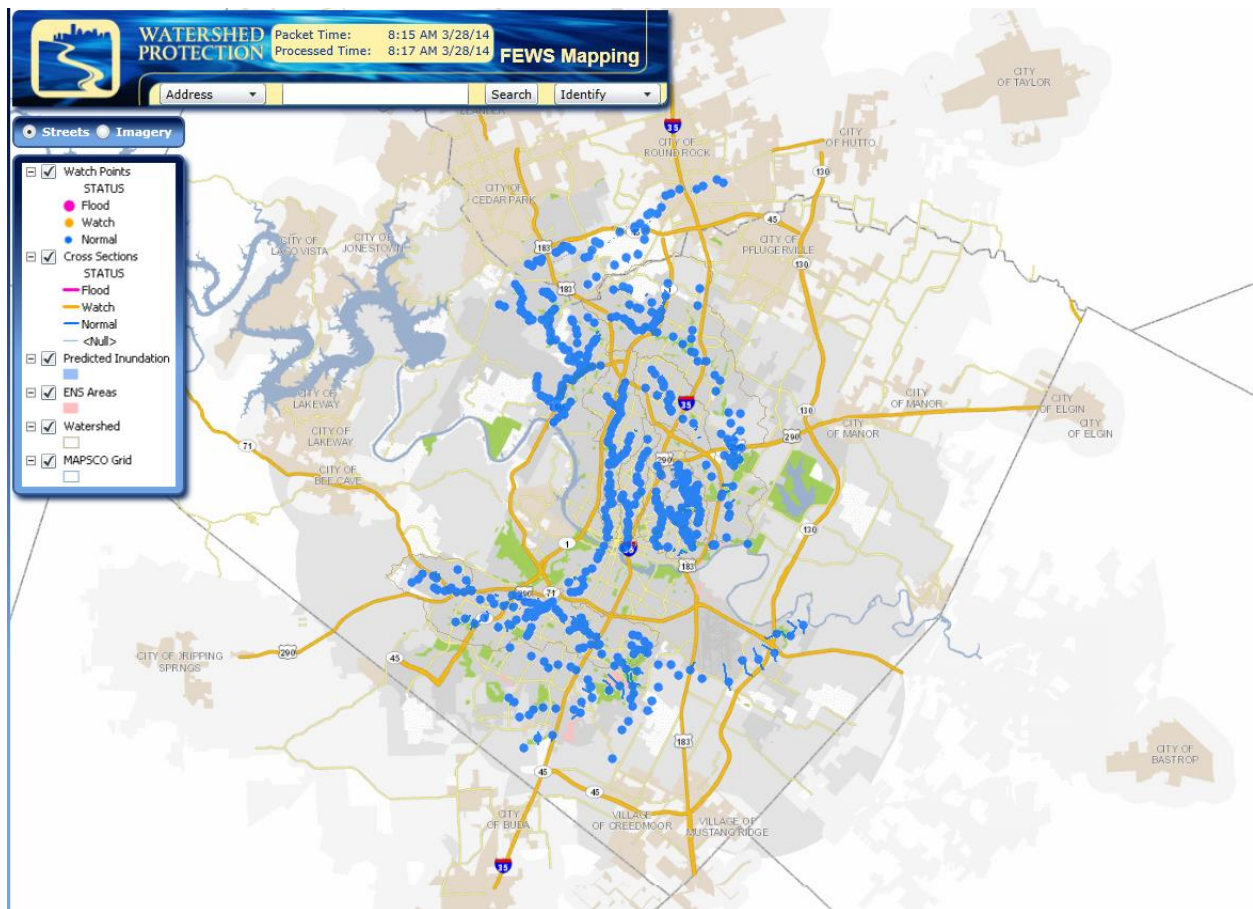 WATERSHED
PROTECTION
Packet Time: 8:15 AM 3/28/14
Processed Time: 8:17 AM 3/28/14
FEWS Mapping
Address
Search
Identify
Streets
Imagery
Watch Points
STATUS
Flood
Watch
Normal
Cross Sections
STATUS
Flood
Watch
Normal
<Null>
Predicted Inundation
ENS Areas
Watershed
MAPSCO Grid
CITY
OF TAYLOR
LEANDER
35
CITY OF
ROUND ROCK
CITY
OF HUTTO
130
CITY OF
CEDAR PARK
45
CITY OF
LAGO VISTA
CITY OF
JONESTOWN
183
45
CITY OF
PFLUGERVILLE
130
183
1
CITY OF
LAKEWAY
CITY OF
LAKEWAY
35
130
CITY
OF MANOR
CITY
OF ELGIN
CITY
OF ELGIN
CITY
OF MANOR
290
71
290
CITY OF
BEE CAVE
130
1
183
290
71
CITY OF DRIPPING
SPRINGS
290
45
183
CITY OF
BASTROP
45
45
CITY
OF BUDA
VILLAGE
OF CREEDMOOR
VILLAGE OF
MUSTANG RIDGE
35